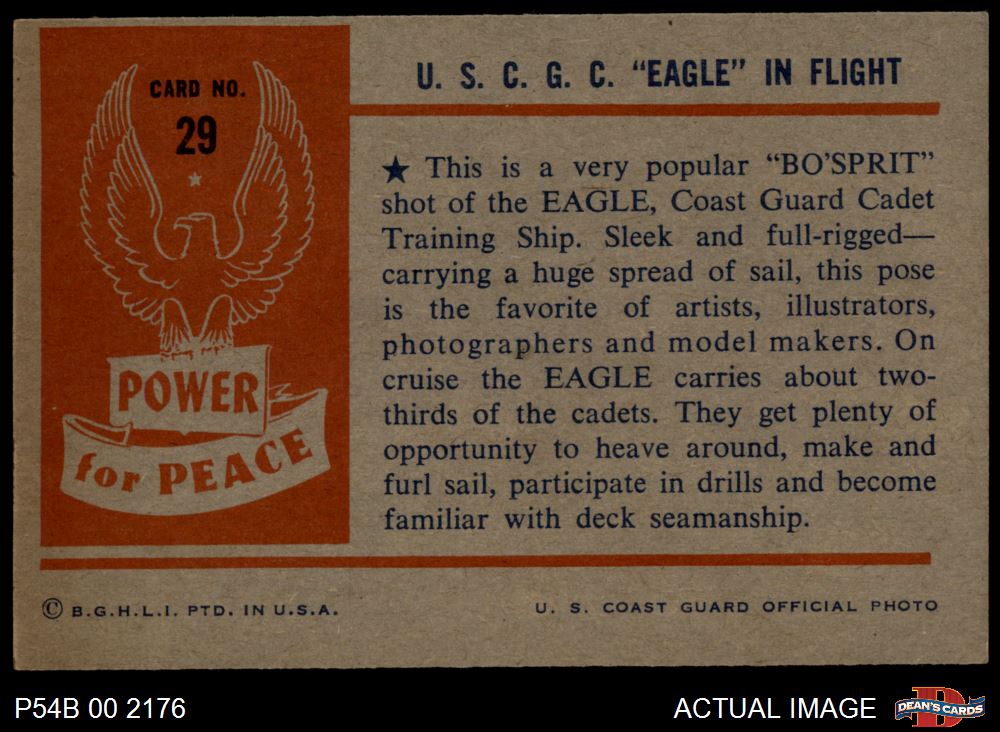 CARD NO.
29
POWER
for PEACE
U. S. C. G. C. “EAGLE” IN FLIGHT
★ This is a very popular “BO’SPRIT”
shot of the EAGLE, Coast Guard Cadet
Training Ship. Sleek and full-rigged—
carrying a huge spread of sail, this pose
is the favorite of artists, illustrators,
photographers and model makers. On
cruise the EAGLE carries about two-
thirds of the cadets. They get plenty of
opportunity to heave around, make and
furl sail, participate in drills and become
familiar with deck seamanship.
© B.G.H.L.I. PTD. IN U.S.A.
U. S. COAST GUARD OFFICIAL PHOTO
P54B 00 2176
ACTUAL IMAGE
D
DEAN'S CARDS